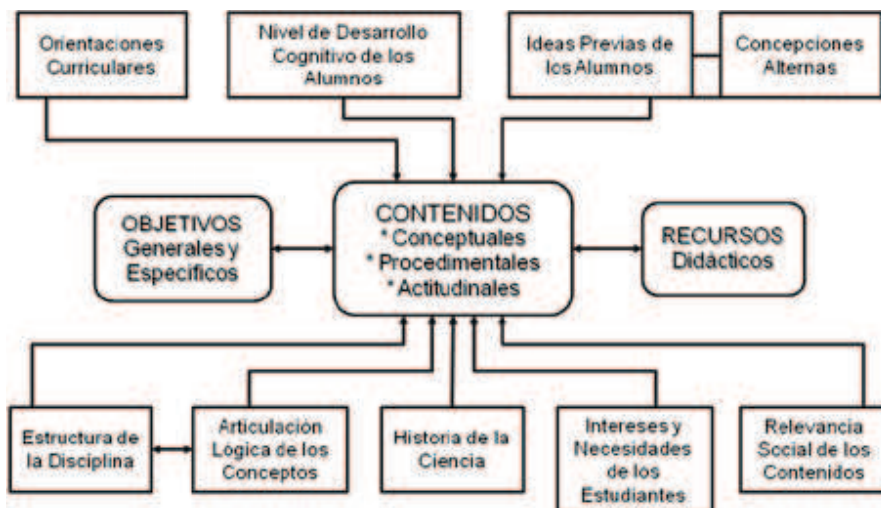 Orientaciones
Curriculares
Nivel de Desarrollo
Cognitivo de los
Alumnos
Ideas Previas de
los Alumnos
Concepciones
Alternas
OBJETIVOS
Generales y
Específicos
CONTENIDOS
* Conceptuales
* Procedimentales
* Actitudinales
RECURSOS
Didácticos
Estructura de
la Disciplina
Articulación
Lógica de los
Conceptos
Historia de la
Ciencia
Intereses y
Necesidades
de los
Estudiantes
Relevancia
Social de los
Contenidos